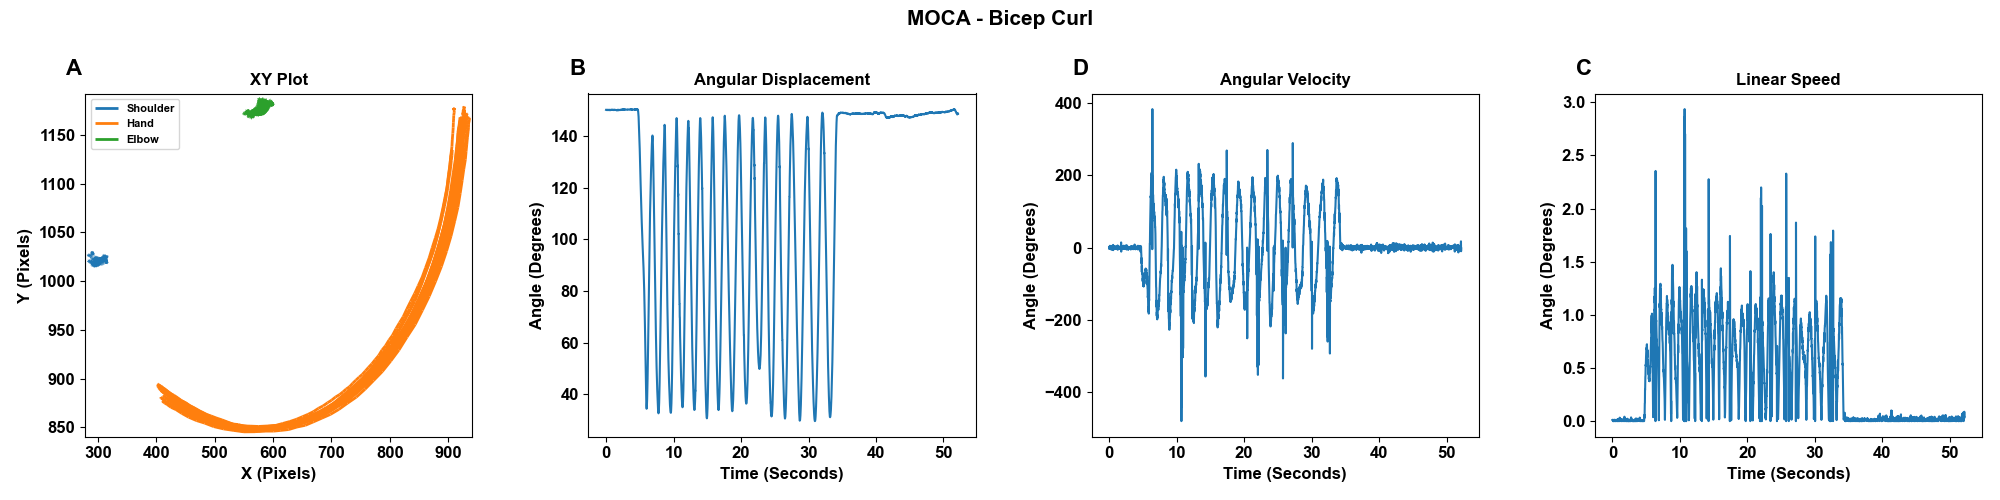 MOCA - Bicep Curl
A
XY Plot
Shoulder
Hand
Elbow
Y (Pixels)
1150
1100
1050
1000
950
900
850
300 400 500 600 700 800 900
X (Pixels)
B
Angular Displacement
Angle (Degrees)
140
120
100
80
60
40
0 10 20 30 40 50
Time (Seconds)
D
Angular Velocity
Angle (Degrees)
400
200
0
−200
−400
0 10 20 30 40 50
Time (Seconds)
C
Linear Speed
Angle (Degrees)
3.0
2.5
2.0
1.5
1.0
0.5
0.0
0 10 20 30 40 50
Time (Seconds)